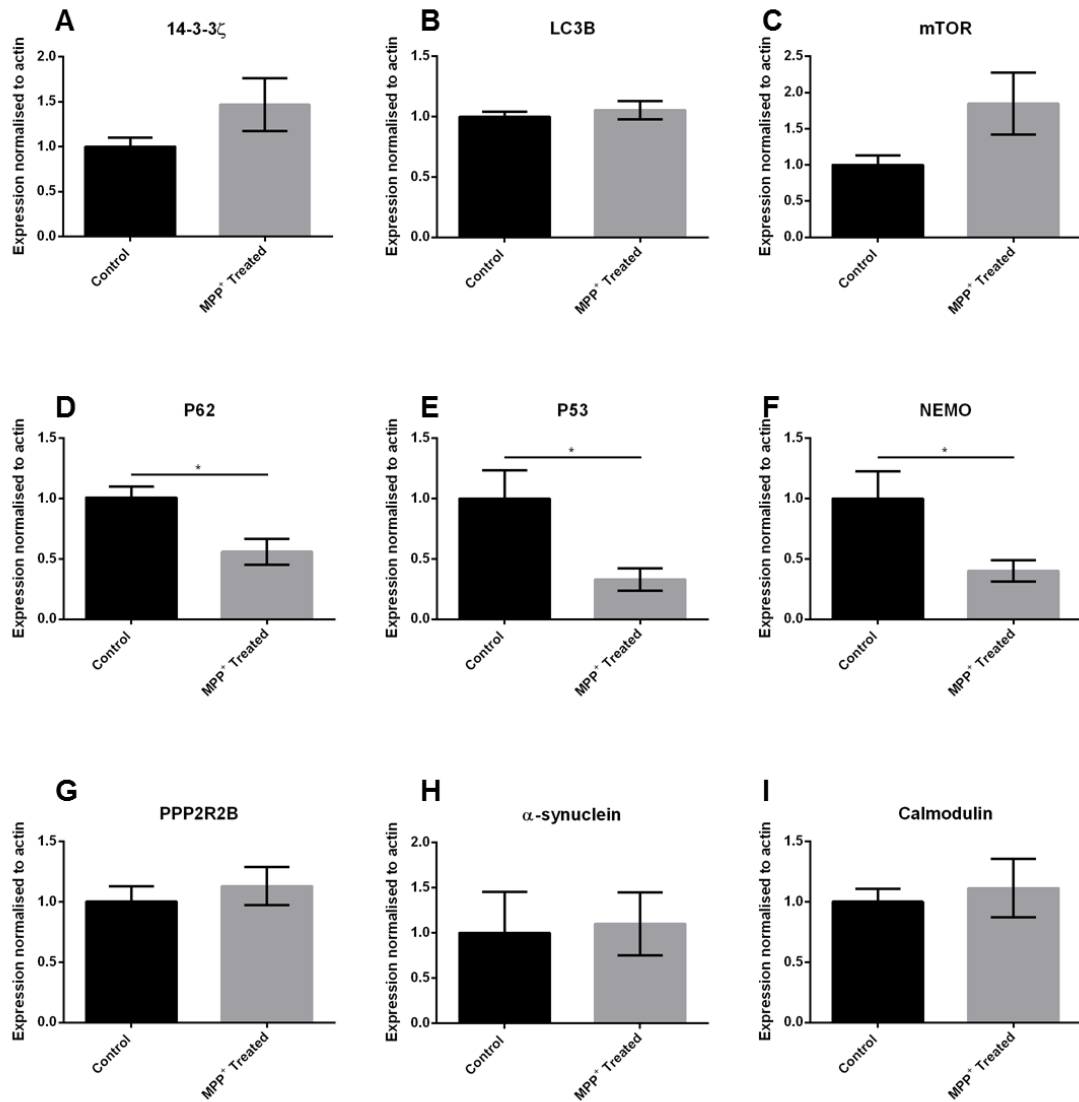 A
14-3-3ζ
Expression normalised to actin
2.0
1.5
1.0
0.5
0.0
Control
MPP+ Treated
B
LC3B
Expression normalised to actin
1.5
1.0
0.5
0.0
Control
MPP+ Treated
C
mTOR
Expression normalised to actin
2.5
2.0
1.5
1.0
0.5
0.0
Control
MPP+ Treated
D
P62
Expression normalised to actin
1.5
1.0
0.5
0.0
*
Control
MPP+ Treated
E
P53
Expression normalised to actin
1.5
1.0
0.5
0.0
*
Control
MPP+ Treated
F
NEMO
Expression normalised to actin
1.5
1.0
0.5
0.0
*
Control
MPP+ Treated
G
PPP2R2B
Expression normalised to actin
1.5
1.0
0.5
0.0
Control
MPP+ Treated
H
α-synuclein
Expression normalised to actin
2.0
1.5
1.0
0.5
0.0
Control
MPP+ Treated
I
Calmodulin
Expression normalised to actin
1.5
1.0
0.5
0.0
Control
MPP+ Treated